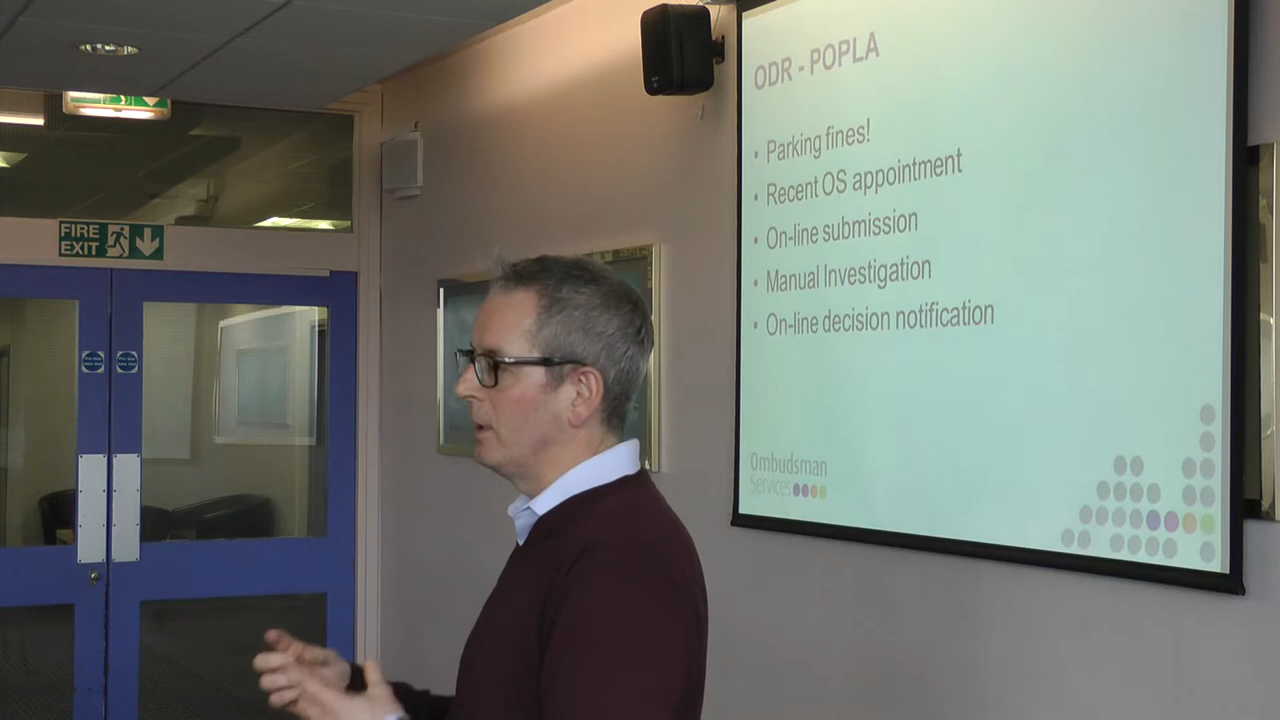 ODR - POPLA
• Parking fines!
• Recent OS appointment
• On-line submission
• Manual Investigation
• On-line decision notification
Ombudsman
Services
FIRE
EXIT